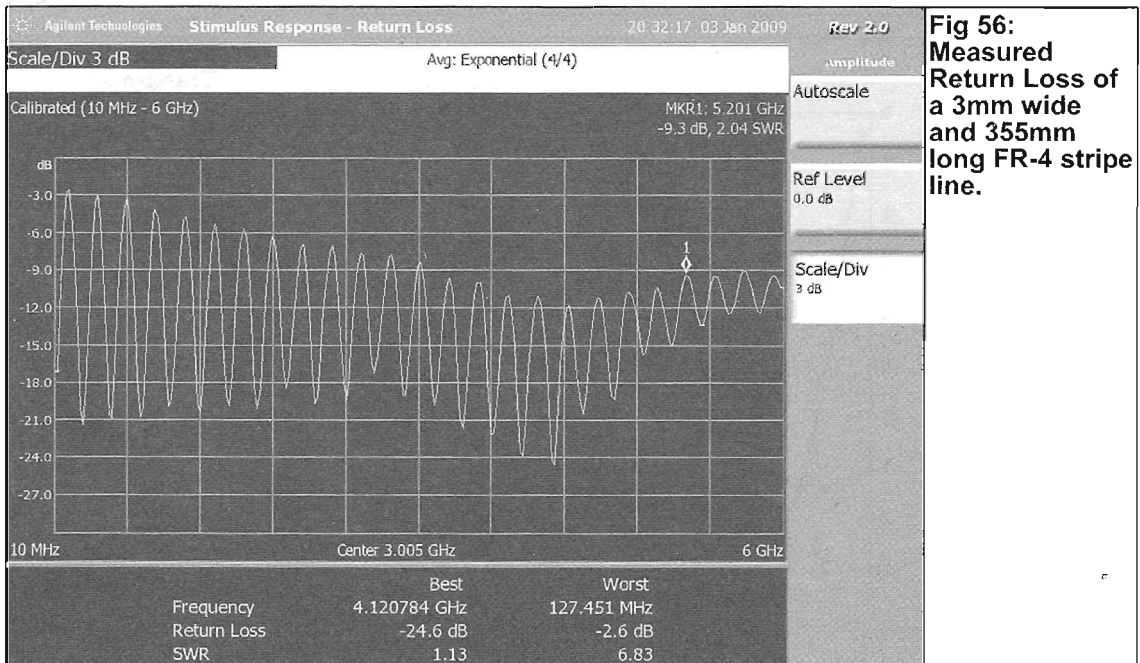 Agilent Technologies Stimulus Response - Return Loss 20:32:17 03 Jan 2009 Rev 2.0
Scale/Div 3 dB Avg: Exponential (4/4) Amplitude
Calibrated (10 MHz - 6 GHz) MKR1: 5.201 GHz
-9.3 dB, 2.04 SWR
dB
-3.0
-6.0
-9.0
-12.0
-15.0
-18.0
-21.0
-24.0
-27.0
1
10 MHz Center 3.005 GHz 6 GHz
Best Worst
Frequency 4.120784 GHz 127.451 MHz
Return Loss -24.6 dB -2.6 dB
SWR 1.13 6.83
Autoscale
Ref Level
0.0 dB
Scale/Div
3 dB
Fig 56:
Measured
Return Loss of
a 3mm wide
and 355mm
long FR-4 stripe
line.